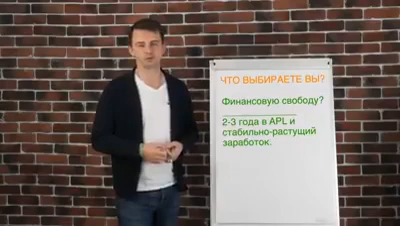 ЧТО ВЫБИРАЕТЕ ВЫ?
Финансовую свободу?
2-3 года в APL и
стабильно-растущий
заработок.